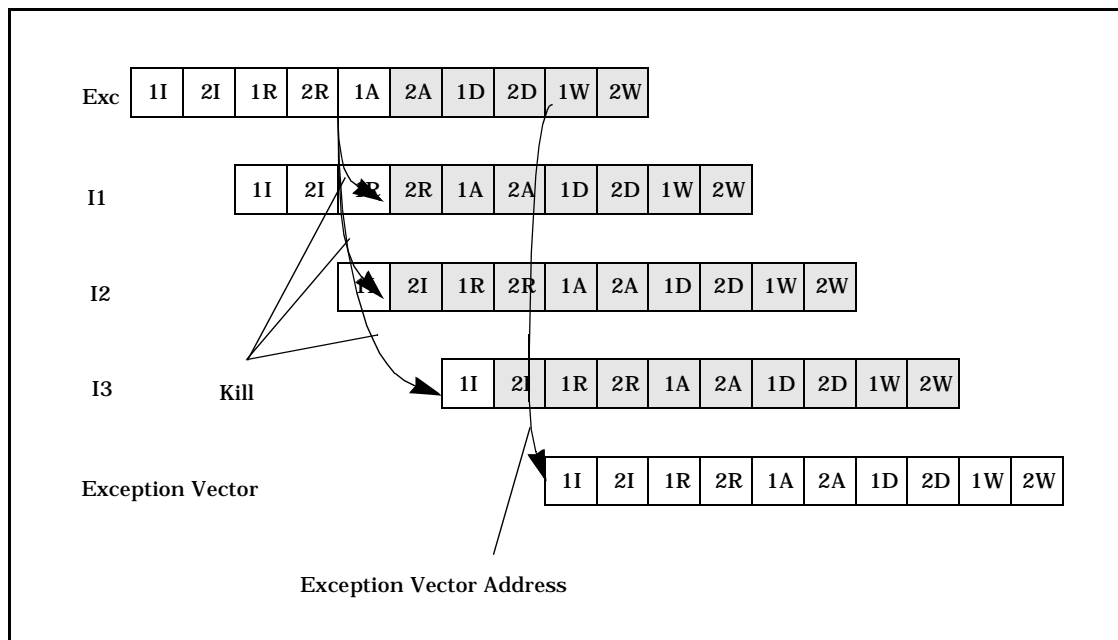 Exc 1I 2I 1R 2R 1A 2A 1D 2D 1W 2W
I1 1I 2I 1R 2R 1A 2A 1D 2D 1W 2W
I2 1I 2I 1R 2R 1A 2A 1D 2D 1W 2W
I3 1I 2I 1R 2R 1A 2A 1D 2D 1W 2W
Kill
Exception Vector 1I 2I 1R 2R 1A 2A 1D 2D 1W 2W
Exception Vector Address